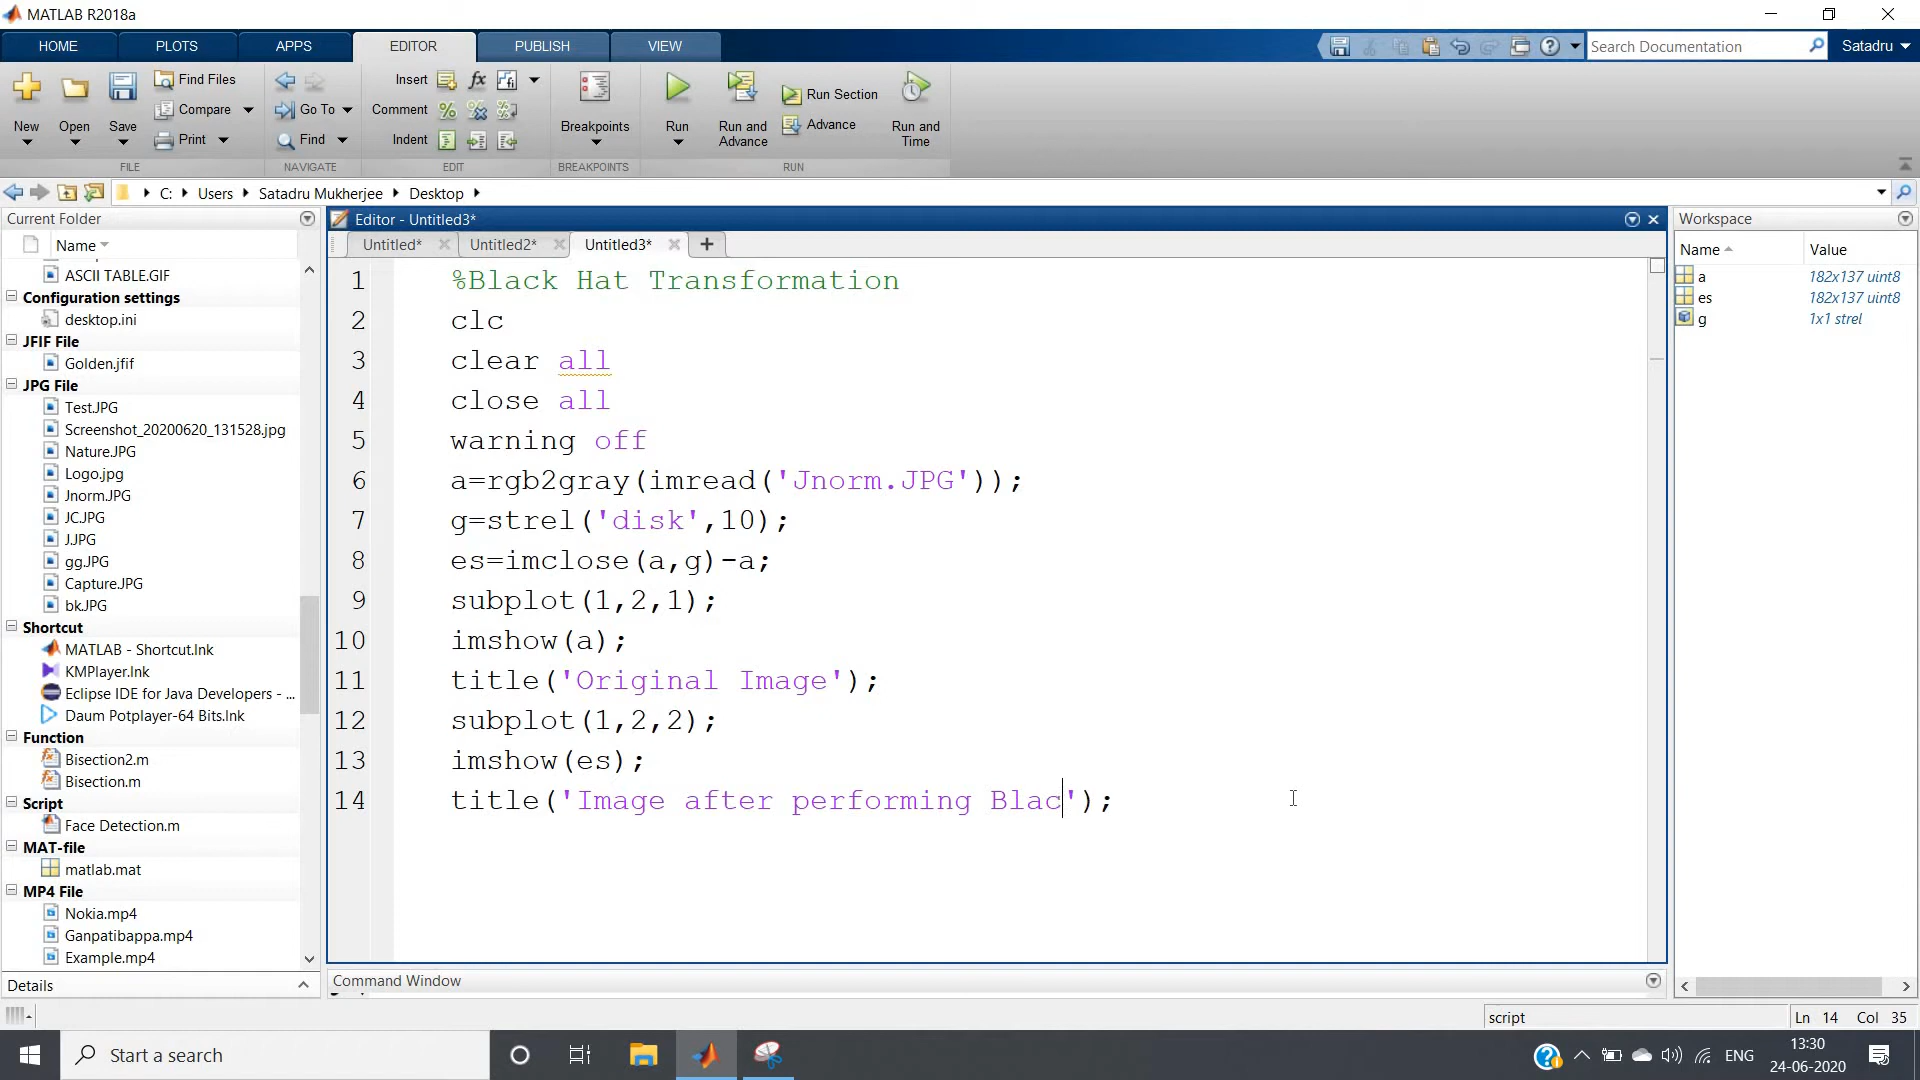 MATLAB R2018a
HOME PLOTS APPS EDITOR PUBLISH VIEW
Search Documentation
Satadru
New
Open
Save
Find Files
Compare
Print
FILE
Go To
Find
NAVIGATE
Insert
Comment
Indent
EDIT
Breakpoints
BREAKPOINTS
Run
Run and Advance
Run Section
Advance
Run and Time
RUN
C: Users Satadru Mukherjee Desktop
Current Folder
Name
ASCII TABLE.GIF
Configuration settings
desktop.ini
JFIF File
Golden.jfif
JPG File
Test.JPG
Screenshot_20200620_131528.jpg
Nature.JPG
Logo.jpg
Jnorm.JPG
JC.JPG
J.JPG
gg.JPG
Capture.JPG
bk.JPG
Shortcut
MATLAB - Shortcut.lnk
KMPlayer.lnk
Eclipse IDE for Java Developers - ...
Daum Potplayer-64 Bits.lnk
Function
Bisection2.m
Bisection.m
Script
Face Detection.m
MAT-file
matlab.mat
MP4 File
Nokia.mp4
Ganpatibappa.mp4
Example.mp4
Details
Editor - Untitled3*
Untitled* Untitled2* Untitled3*
1 %Black Hat Transformation
2 clc
3 clear all
4 close all
5 warning off
6 a=rgb2gray(imread('Jnorm.JPG'));
7 g=strel('disk',10);
8 es=imclose(a,g)-a;
9 subplot(1,2,1);
10 imshow(a);
11 title('Original Image');
12 subplot(1,2,2);
13 imshow(es);
14 title('Image after performing Blac');
Command Window
Workspace
Name Value
a 182x137 uint8
es 182x137 uint8
g 1x1 strel
script
Ln 14 Col 35
Start a search
ENG
13:30
24-06-2020